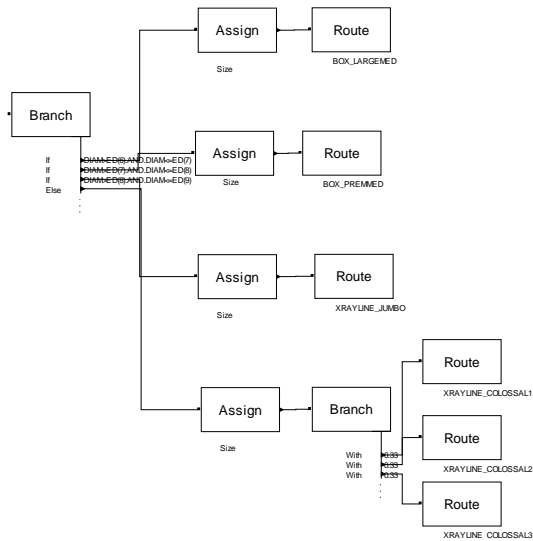 Assign
Route
Size
BOX_LARGEMED
Branch
If DIAM>ED(6).AND.DIAM<=ED(7)
If DIAM>ED(7).AND.DIAM<=ED(8)
If DIAM>ED(8).AND.DIAM<=ED(9)
Else
Assign
Route
Size
BOX_PREMMED
Assign
Route
Size
XRAYLINE_JUMBO
Assign
Branch
Size
With 0.33
With 0.33
With 0.33
Route
XRAYLINE_COLOSSAL1
Route
XRAYLINE_COLOSSAL2
Route
XRAYLINE_COLOSSAL3